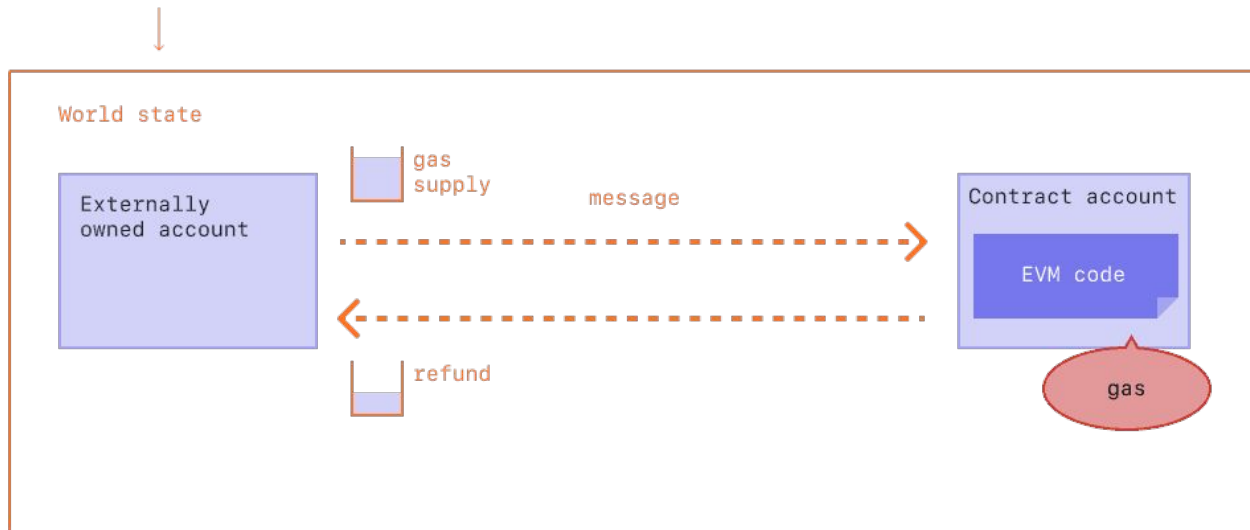 World state
gas
supply
message
Externally
owned account
Contract account
EVM code
refund
gas